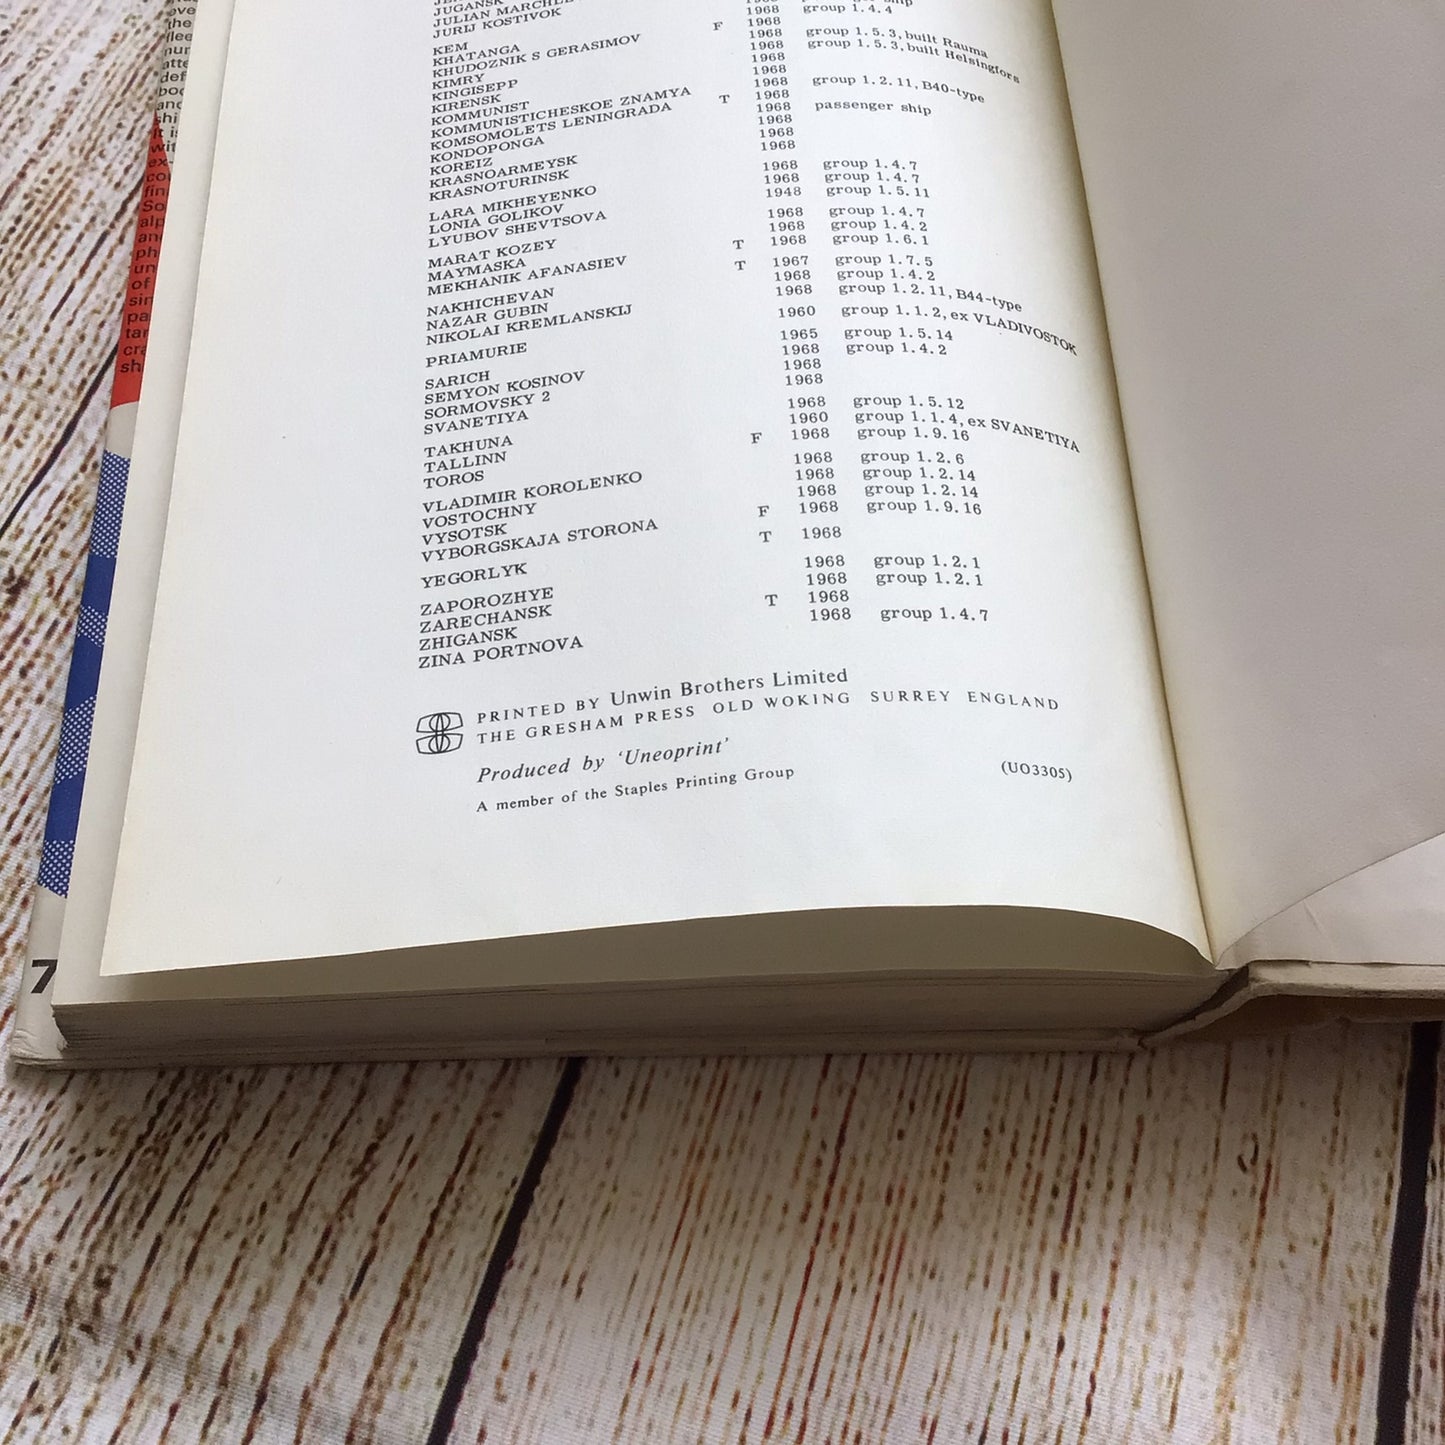 JUGANSK
JULIAN MARCHL
JURIJ KOSTIVOK
KEM
KHATANGA
KHUDOZNIK S GERASIMOV
KIMRY
KINGISEPP
KIRENSK
KOMMUNIST
KOMMUNISTICHESKOE ZNAMYA
KOMSOMOLETS LENINGRADA
KONDOPONGA
KOREIZ
KRASNOARMEYSK
KRASNOTURINSK
1968 group 1.4.4
F 1968
1968 group 1.5.3, built Rauma
1968 group 1.5.3, built Helsingfors
1968
1968
1968 group 1.2.11, B40-type
T 1968
1968 passenger ship
1968
1968
1968
LARA MIKHEYENKO 1968 group 1.4.7
LONIA GOLIKOV 1968 group 1.4.7
LYUBOV SHEVTSOVA 1948 group 1.5.11
MARAT KOZEY 1968 group 1.4.7
MAYMASKA 1968 group 1.4.2
MEKHANIK AFANASIEV T 1968 group 1.6.1
NAKHICHEVAN T 1967 group 1.7.5
NAZAR GUBIN 1968 group 1.4.2
NIKOLAI KREMLANSKIJ 1968 group 1.2.11, B44-type
PRIAMURIE 1960 group 1.1.2, ex VLADIVOSTOK
SARICH 1965 group 1.5.14
SEMYON KOSINOV 1968 group 1.4.2
SORMOVSKY 2 1968
SVANETIYA 1968
TAKHUNA 1968 group 1.5.12
TALLINN 1960 group 1.1.4, ex SVANETIYA
TOROS F 1968 group 1.9.16
VLADIMIR KOROLENKO 1968 group 1.2.6
VOSTOCHNY 1968 group 1.2.14
VYSOTSK 1968 group 1.2.14
VYBORGSKAJA STORONA F 1968 group 1.9.16
YEGORLYK T 1968
ZAPOROZHYE 1968 group 1.2.1
ZARECHANSK 1968 group 1.2.1
ZHIGANSK T 1968
ZINA PORTNOVA 1968 group 1.4.7
PRINTED BY Unwin Brothers Limited
THE GRESHAM PRESS OLD WOKING SURREY ENGLAND
Produced by 'Uneoprint'
A member of the Staples Printing Group (UO3305)
7